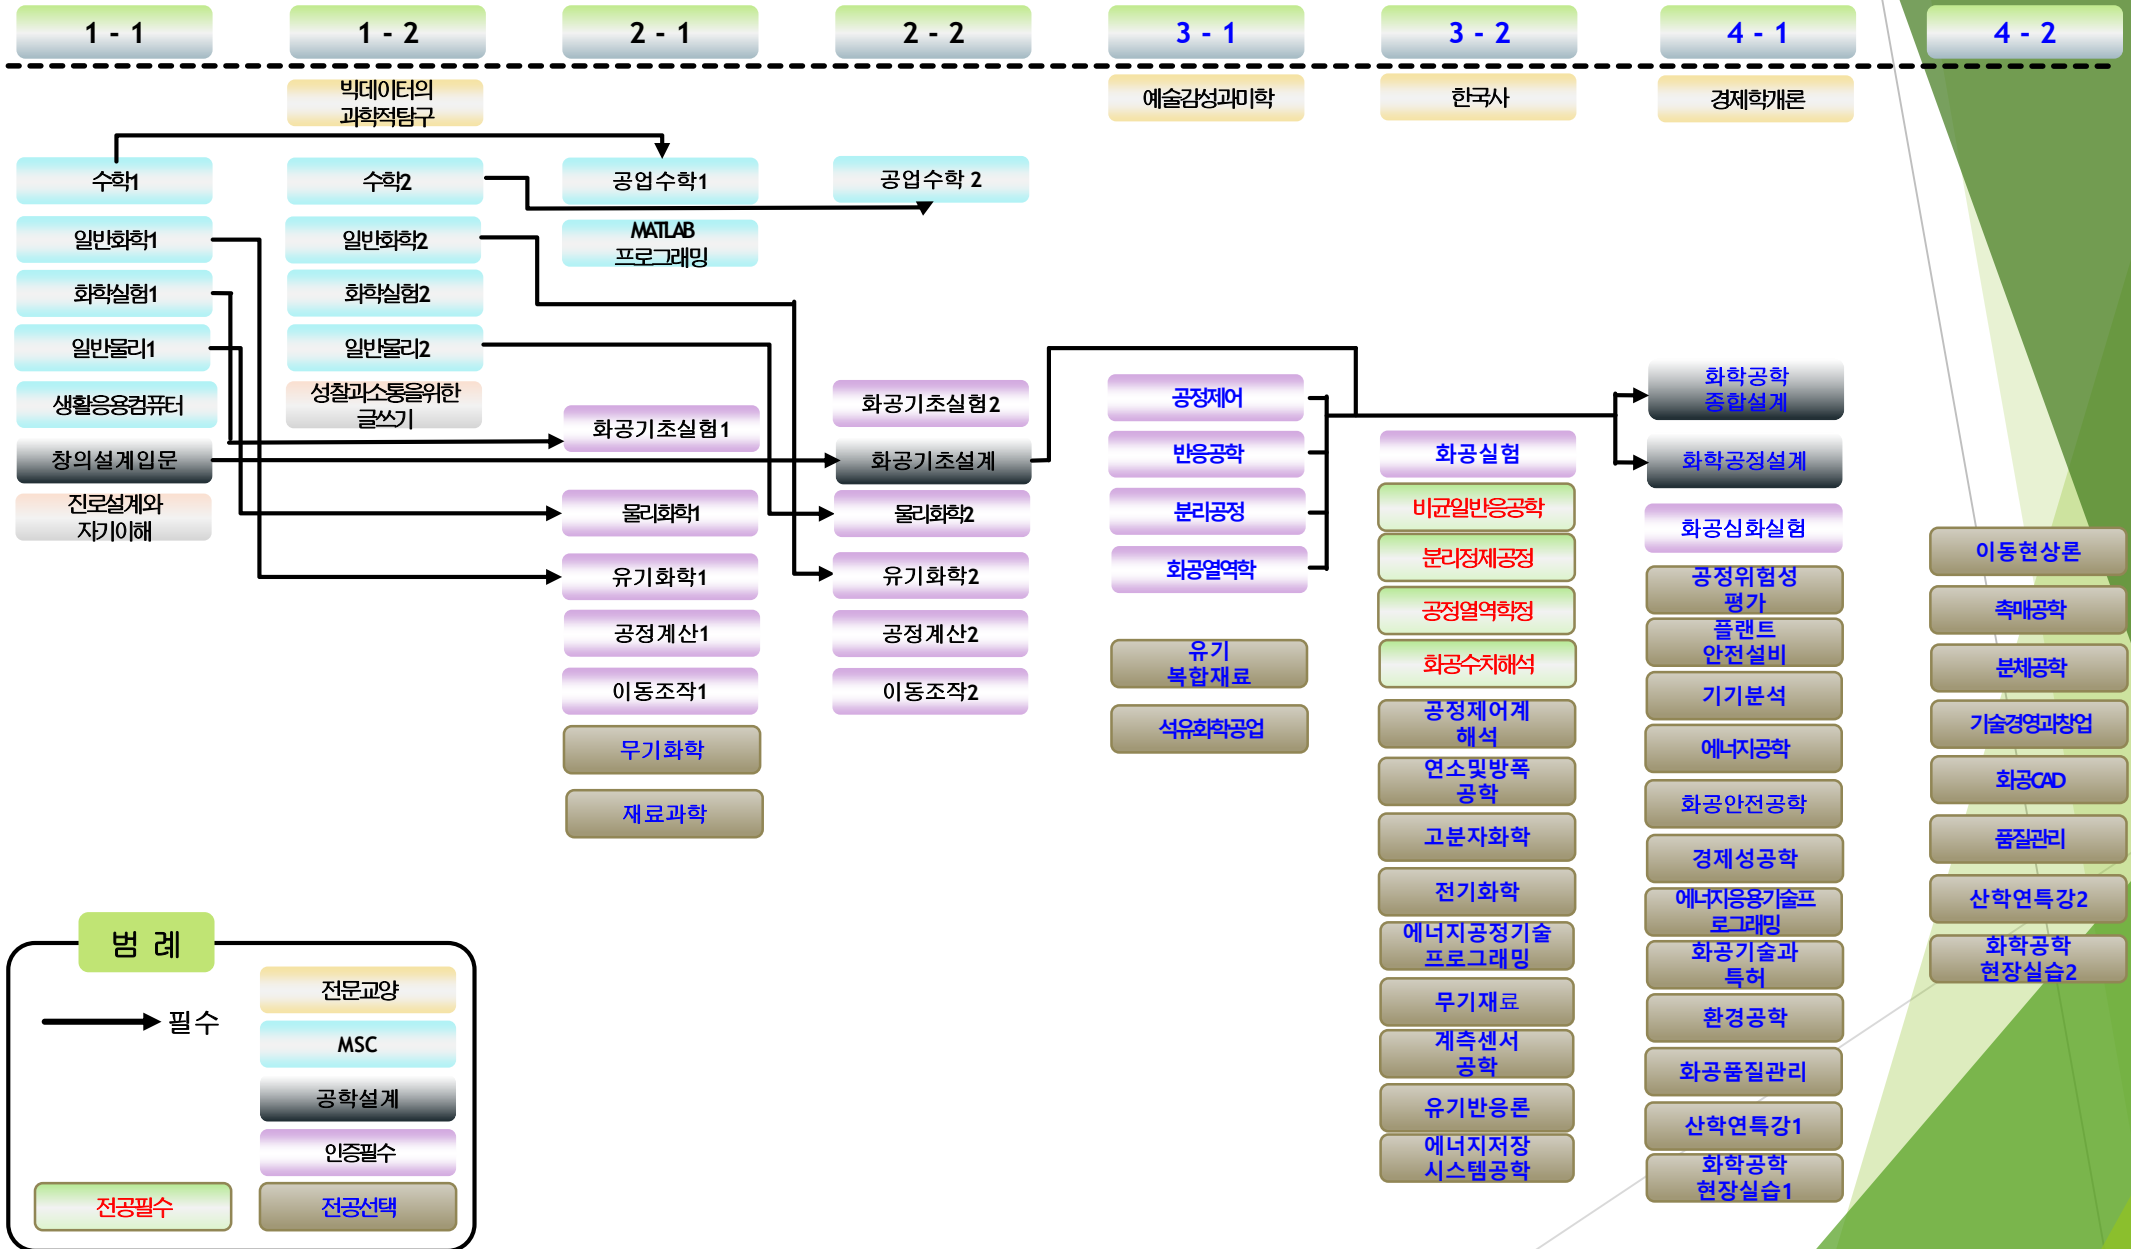 1 - 1
1 - 2
2 - 1
2 - 2
3 - 1
3 - 2
4 - 1
4 - 2
수학1
일반화학1
화학실험1
일반물리1
생활응용컴퓨터
창의설계입문
진로설계와
자기이해
빅데이터의
과학적탐구
수학2
일반화학2
화학실험2
일반물리2
성찰과소통을위한
글쓰기
공업수학1
MATLAB
프로그래밍
화공기초실험1
물리화학1
유기화학1
공정계산1
이동조작1
무기화학
재료과학
공업수학 2
화공기초실험2
화공기초설계
물리화학2
유기화학2
공정계산2
이동조작2
예술감성과미학
공정제어
반응공학
분리공정
화공열역학
유기
복합재료
석유화학공업
한국사
화공실험
비균일반응공학
분리정제공정
공정열역학정
화공수치해석
공정제어계
해석
연소및방폭
공학
고분자화학
전기화학
에너지공정기술
프로그래밍
무기재료
계측센서
공학
유기반응론
에너지저장
시스템공학
경제학개론
화학공학
종합설계
화학공정설계
화공심화실험
공정위험성
평가
플랜트
안전설비
기기분석
에너지공학
화공안전공학
경제성공학
에너지응용기술프
로그래밍
화공기술과
특허
환경공학
화공품질관리
산학연특강1
화학공학
현장실습1
이동현상론
촉매공학
분체공학
기술경영과창업
화공CAD
품질관리
산학연특강2
화학공학
현장실습2
범 례
필수
전문교양
MSC
공학설계
인증필수
전공필수
전공선택